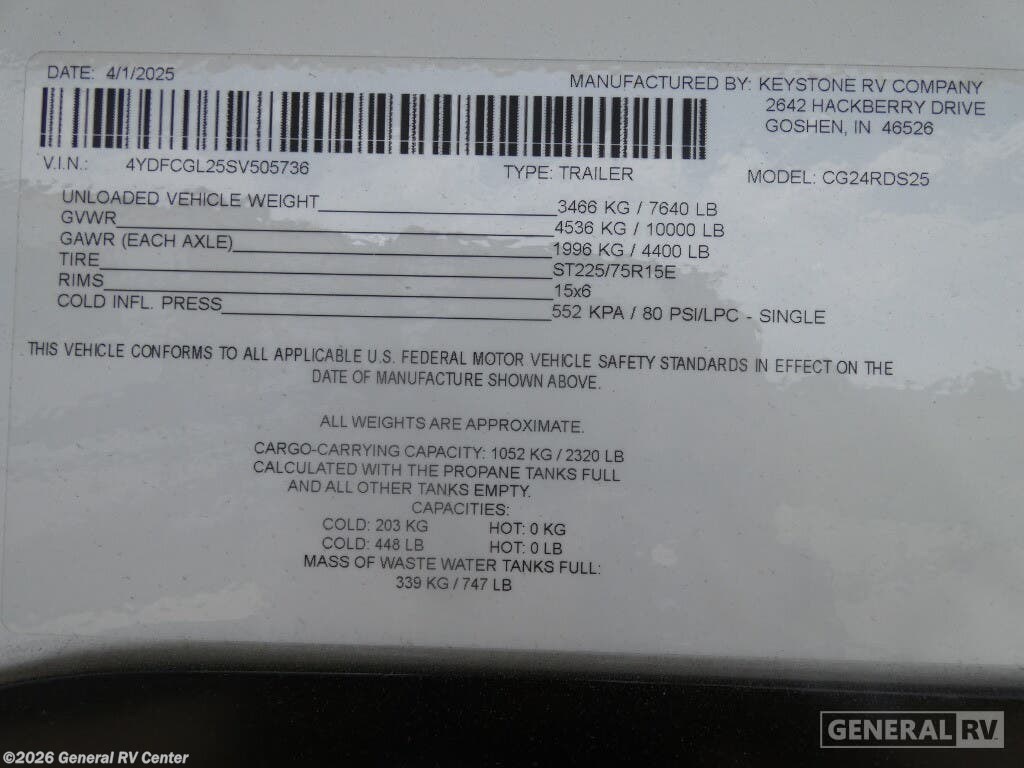 DATE: 4/1/2025
MANUFACTURED BY: KEYSTONE RV COMPANY
2642 HACKBERRY DRIVE
GOSHEN, IN 46526
V.I.N.: 4YDFCGL25SV505736 TYPE: TRAILER MODEL: CG24RDS25
UNLOADED VEHICLE WEIGHT 3466 KG / 7640 LB
GVWR 4536 KG / 10000 LB
GAWR (EACH AXLE) 1996 KG / 4400 LB
TIRE ST225/75R15E
RIMS 15x6
COLD INFL. PRESS 552 KPA / 80 PSI/LPC - SINGLE
THIS VEHICLE CONFORMS TO ALL APPLICABLE U.S. FEDERAL MOTOR VEHICLE SAFETY STANDARDS IN EFFECT ON THE
DATE OF MANUFACTURE SHOWN ABOVE.
ALL WEIGHTS ARE APPROXIMATE.
CARGO-CARRYING CAPACITY: 1052 KG / 2320 LB
CALCULATED WITH THE PROPANE TANKS FULL
AND ALL OTHER TANKS EMPTY.
CAPACITIES:
COLD: 203 KG HOT: 0 KG
COLD: 448 LB HOT: 0 LB
MASS OF WASTE WATER TANKS FULL:
339 KG / 747 LB
GENERAL RV
©2026 General RV Center